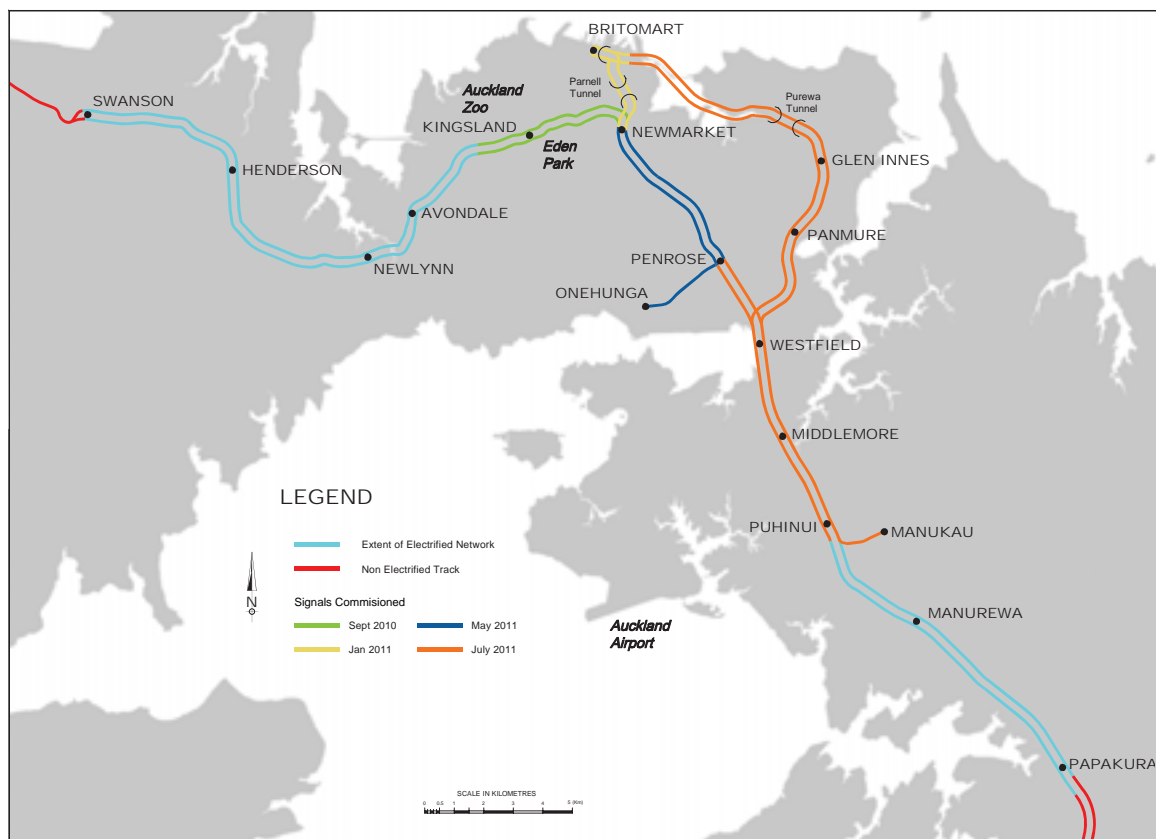 BRITOMART
Parnell
Tunnel
Purewa
Tunnel
SWANSON
Auckland
Zoo
KINGSLAND
NEWMARKET
Eden
Park
GLEN INNES
HENDERSON
AVONDALE
PANMURE
NEWLYNN
PENROSE
ONEHUNGA
WESTFIELD
MIDDLEMORE
LEGEND
Extent of Electrified Network
Non Electrified Track
Signals Commisioned
Sept 2010
May 2011
Jan 2011
July 2011
N
PUHINUI
MANUKAU
MANUREWA
Auckland
Airport
PAPAKURA
SCALE IN KILOMETRES
0 0.5 1 2 3 4 5 (Km)